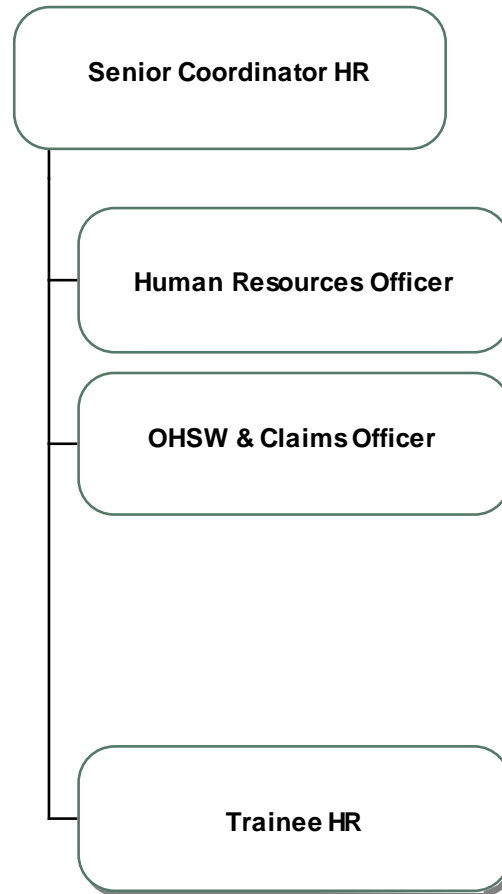 Senior Coordinator HR
Human Resources Officer
OHSW & Claims Officer
Trainee HR